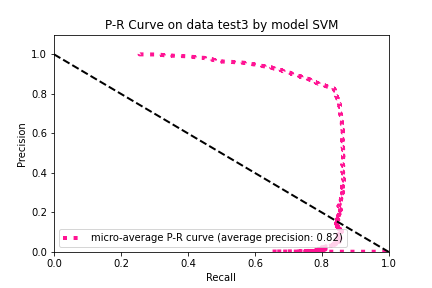 P-R Curve on data test3 by model SVM
1.0
0.8
0.6
0.4
0.2
0.0
Precision
micro-average P-R curve (average precision: 0.82)
0.0 0.2 0.4 0.6 0.8 1.0
Recall